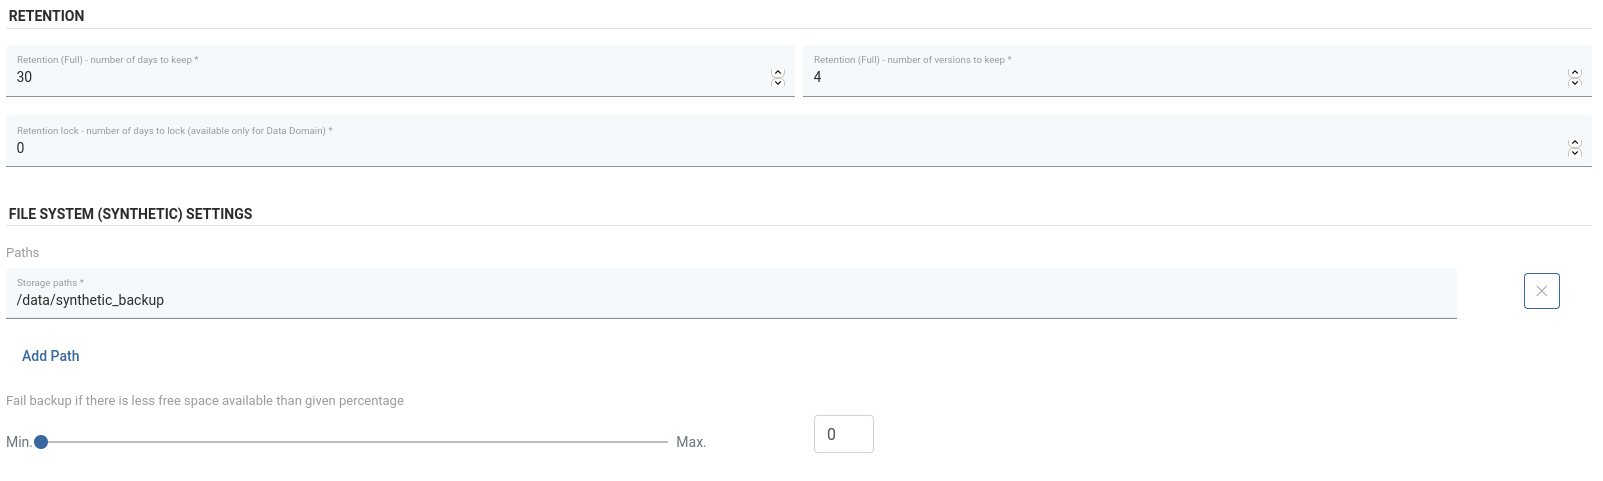 RETENTION
Retention (Full) - number of days to keep *
30
Retention (Full) - number of versions to keep *
4
Retention lock - number of days to lock (available only for Data Domain) *
0
FILE SYSTEM (SYNTHETIC) SETTINGS
Paths
Storage paths *
/data/synthetic_backup
Add Path
Fail backup if there is less free space available than given percentage
Min. Max. 0